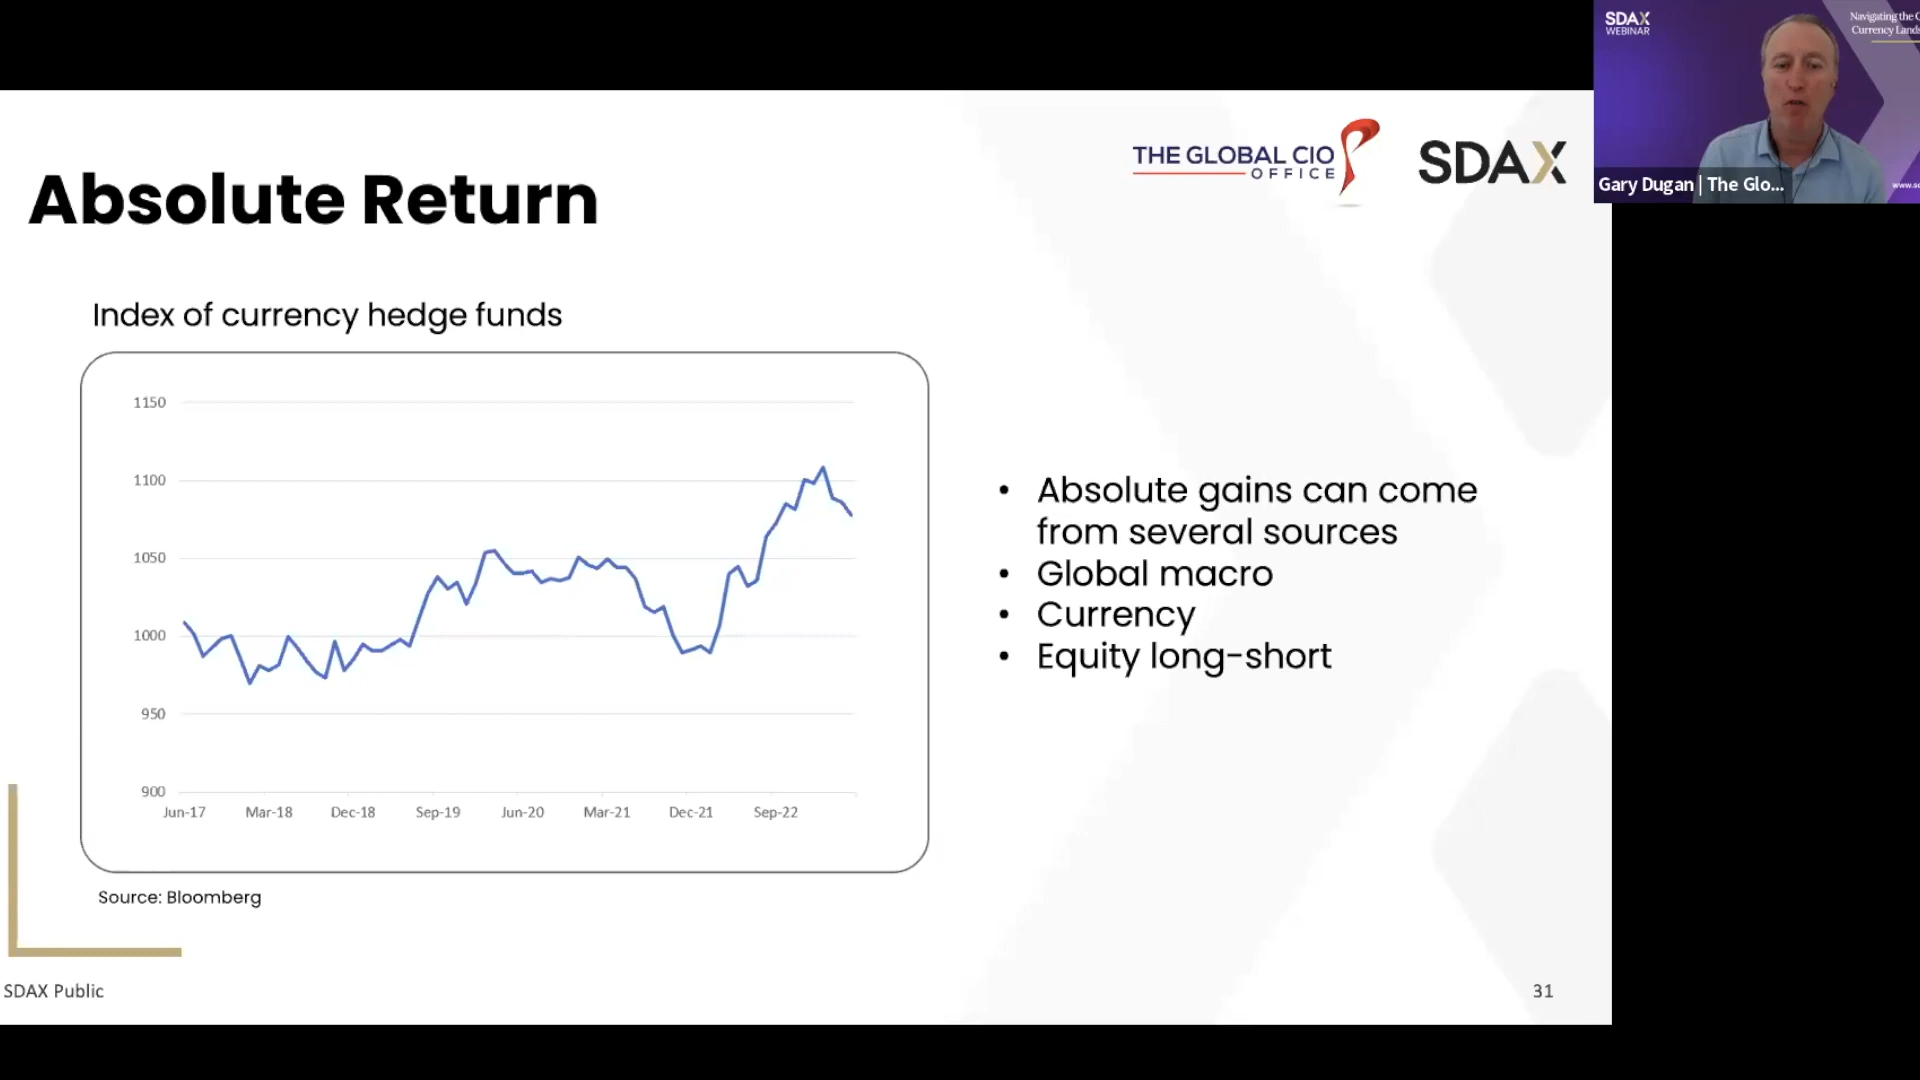 SDAX
WEBINAR
Navigating the
Currency
Gary Dugan | The Glo...
THE GLOBAL CIO
OFFICE
SDAX
Absolute Return
Index of currency hedge funds
1150
1100
1050
1000
950
900
Jun-17 Mar-18 Dec-18 Sep-19 Jun-20 Mar-21 Dec-21 Sep-22
• Absolute gains can come
from several sources
• Global macro
• Currency
• Equity long-short
Source: Bloomberg
SDAX Public
31